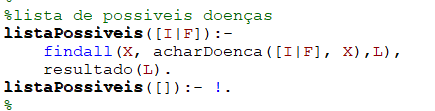 %lista de possiveis doenças
listaPossiveis([I|F]):-
    findall(X, acharDoenca([I|F], X),L),
    resultado(L).
listaPossiveis([]):- !.
%